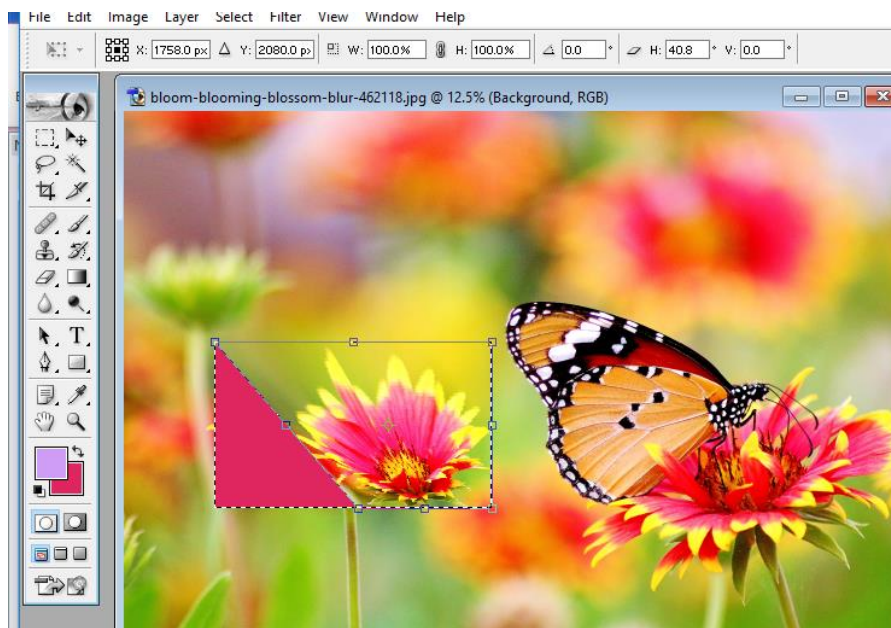 File Edit Image Layer Select Filter View Window Help
X: 1758.0 px Y: 2080.0 px W: 100.0% H: 100.0% 0.0 ° H: 40.8 ° V: 0.0 °
bloom-blooming-blossom-blur-462118.jpg @ 12.5% (Background, RGB)
T